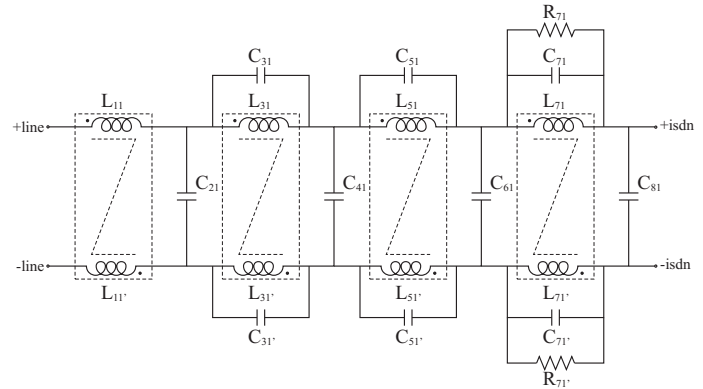 R71
C31
C51
C71
L11
L31
L51
L71
+line
+isdn
C21
C41
C61
C81
-line
-isdn
L11'
L31'
L51'
L71'
C31'
C51'
C71'
R71'